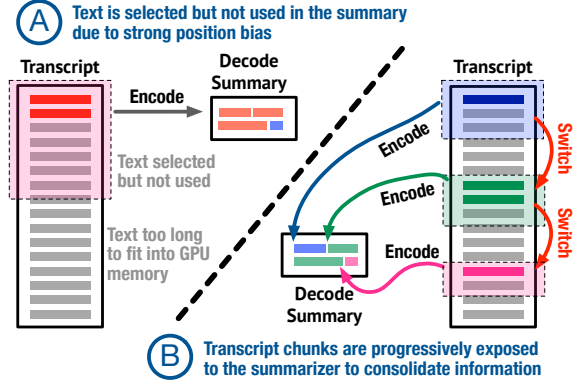 A
Text is selected but not used in the summary
due to strong position bias
Transcript
Encode
Decode
Summary
Text selected
but not used
Text too long
to fit into GPU
memory
Transcript
Encode
Switch
Encode
Switch
Encode
Decode
Summary
B
Transcript chunks are progressively exposed
to the summarizer to consolidate information